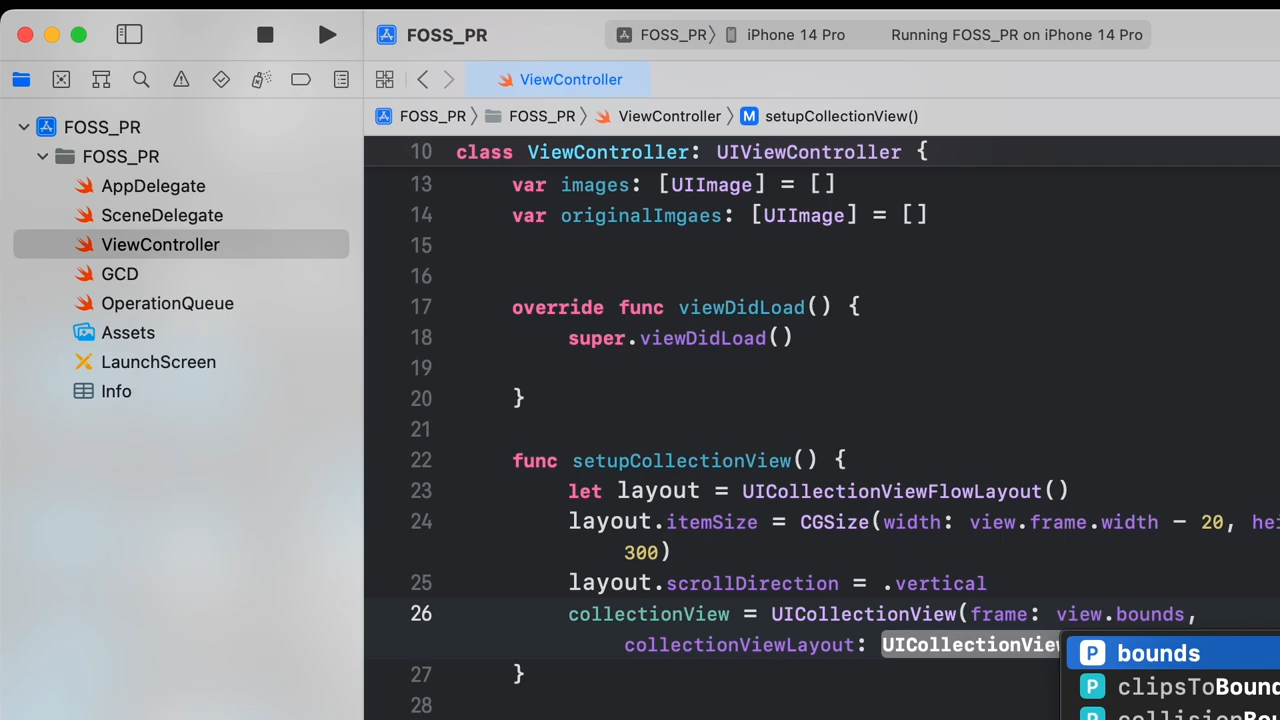 FOSS_PR
FOSS_PR 〉 iPhone 14 Pro
Running FOSS_PR on iPhone 14 Pro
ViewController
FOSS_PR 〉 FOSS_PR 〉 ViewController 〉 M setupCollectionView()
FOSS_PR
FOSS_PR
AppDelegate
SceneDelegate
ViewController
GCD
OperationQueue
Assets
LaunchScreen
Info
10 class ViewController: UIViewController {
13 var images: [UIImage] = []
14 var originalImgaes: [UIImage] = []
15
16
17 override func viewDidLoad() {
18 super.viewDidLoad()
19
20 }
21
22 func setupCollectionView() {
23 let layout = UICollectionViewFlowLayout()
24 layout.itemSize = CGSize(width: view.frame.width - 20, hei
300)
25 layout.scrollDirection = .vertical
26 collectionView = UICollectionView(frame: view.bounds,
collectionViewLayout: UICollectionView
27 }
28
P bounds
P clipsToBound
P collisionBou